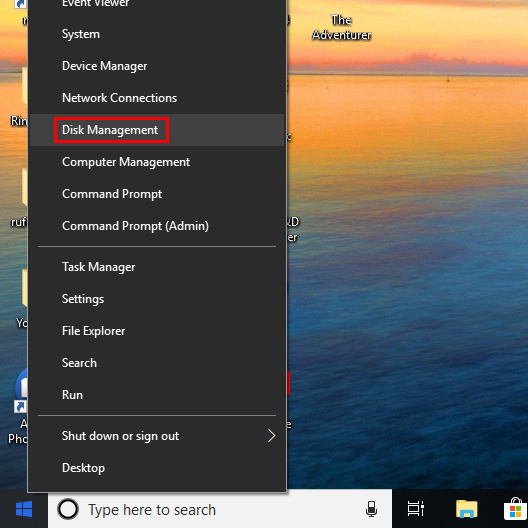 Event Viewer
The
Adventurer
System
Device Manager
Network Connections
Disk Management
Computer Management
Command Prompt
Command Prompt (Admin)
Task Manager
Settings
File Explorer
Search
Run
Shut down or sign out
Desktop
Type here to search